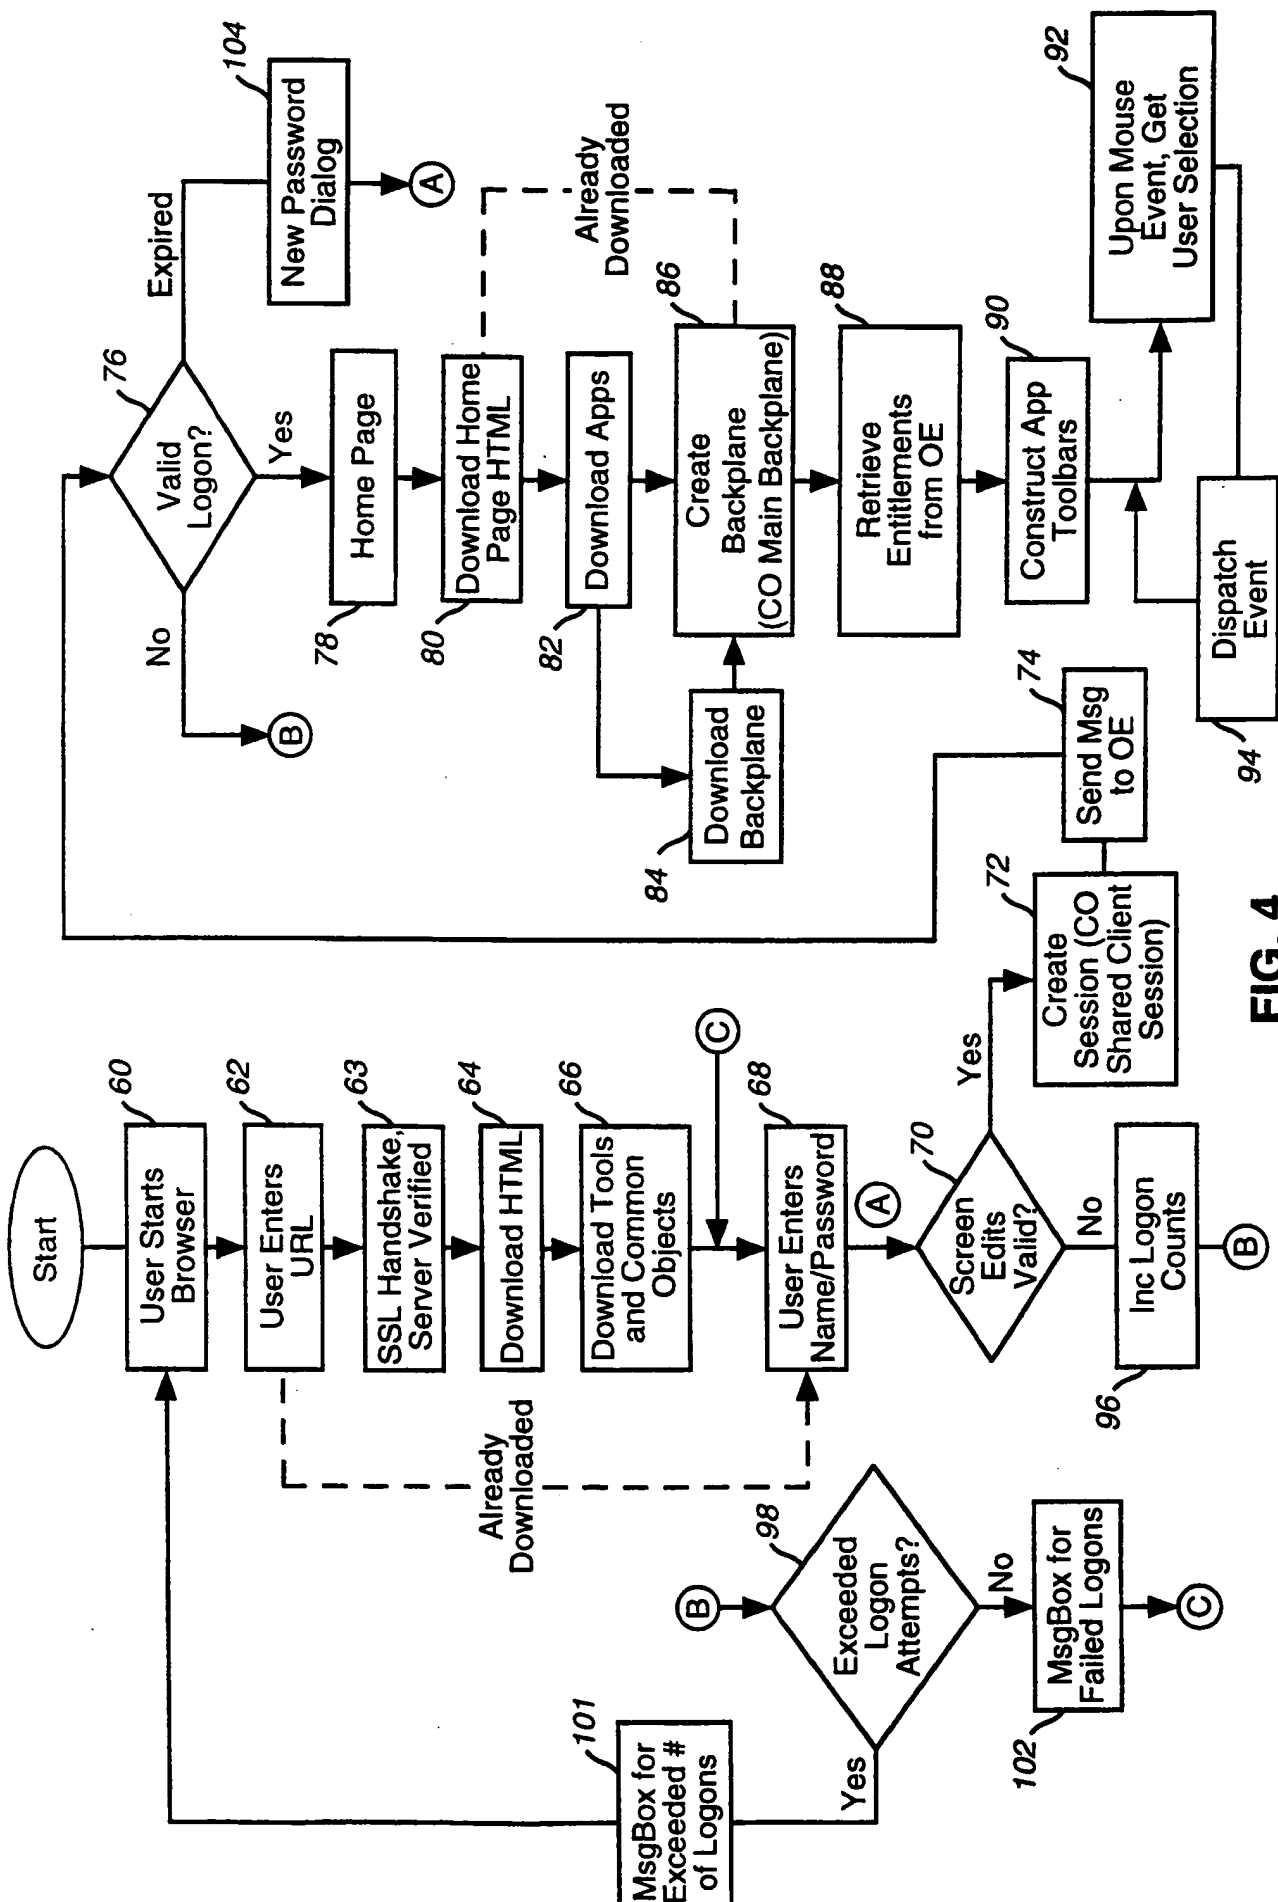 Start
60
User Starts
Browser
62
User Enters
URL
63
SSL Handshake,
Server Verified
64
Download HTML
66
Download Tools
and Common
Objects
C
68
User Enters
Name/Password
Already
Downloaded
A
70
Screen
Edits
Valid?
Yes
No
72
Create
Session (CO
Shared Client
Session)
74
Send Msg
to OE
Inc Logon
Counts
96
B
B
98
Exceeded
Logon
Attempts?
Yes
No
101
MsgBox for
Exceeded #
of Logons
MsgBox for
Failed Logons
102
C
76
Valid
Logon?
No
B
Yes
Expired
104
New Password
Dialog
A
Home Page
78
Download Home
Page HTML
80
Already
Downloaded
Download Apps
82
Download
Backplane
84
86
Create
Backplane
(CO Main Backplane)
88
Retrieve
Entitlements
from OE
90
Construct App
Toolbars
92
Upon Mouse
Event, Get
User Selection
Dispatch
Event
94
FIG. 4